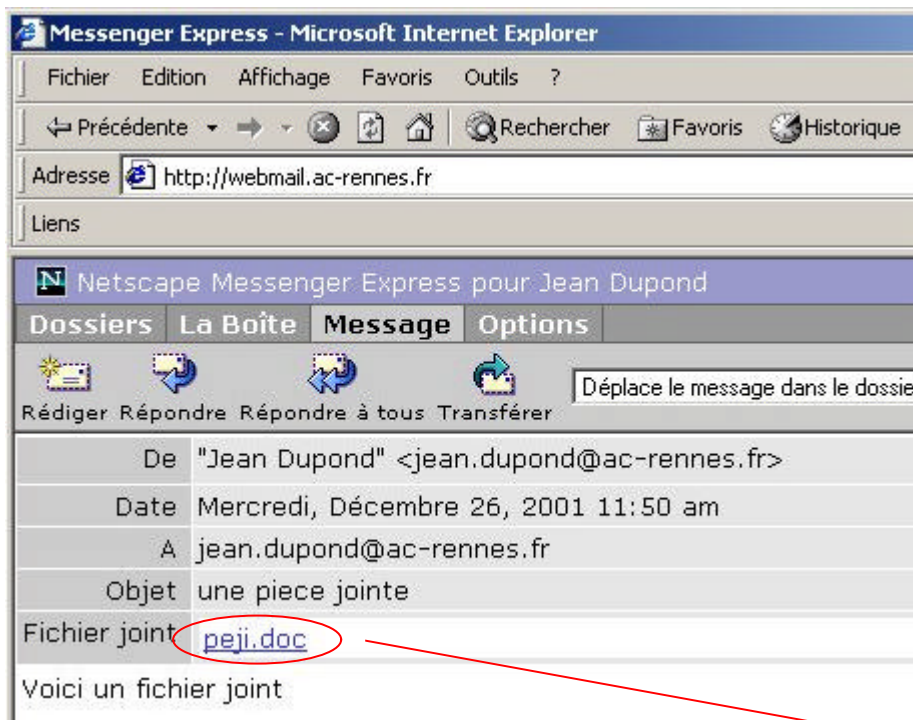 Messenger Express - Microsoft Internet Explorer
Fichier Edition Affichage Favoris Outils ?
Précédente Rechercher Favoris Historique
Adresse http://webmail.ac-rennes.fr
Liens
N Netscape Messenger Express pour Jean Dupond
Dossiers La Boîte Message Options
Déplace le message dans le dossie
Rédiger Répondre Répondre à tous Transférer
De "Jean Dupond" <jean.dupond@ac-rennes.fr>
Date Mercredi, Décembre 26, 2001 11:50 am
A jean.dupond@ac-rennes.fr
Objet une piece jointe
Fichier joint peji.doc
Voici un fichier joint